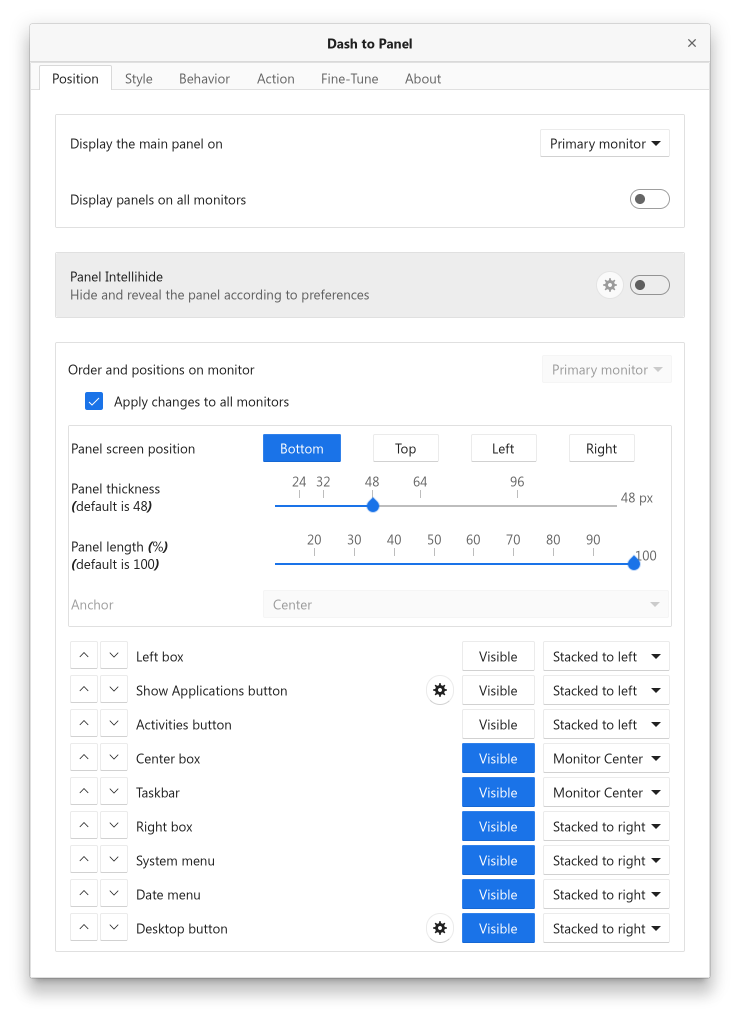 Dash to Panel
Position Style Behavior Action Fine-Tune About
Display the main panel on Primary monitor
Display panels on all monitors
Panel Intellihide
Hide and reveal the panel according to preferences
Order and positions on monitor Primary monitor
Apply changes to all monitors
Panel screen position Bottom Top Left Right
24 32 48 64 96
Panel thickness
(default is 48)
48 px
20 30 40 50 60 70 80 90
Panel length (%)
(default is 100)
100
Anchor Center
Left box Visible Stacked to left
Show Applications button Visible Stacked to left
Activities button Visible Stacked to left
Center box Visible Monitor Center
Taskbar Visible Monitor Center
Right box Visible Stacked to right
System menu Visible Stacked to right
Date menu Visible Stacked to right
Desktop button Visible Stacked to right